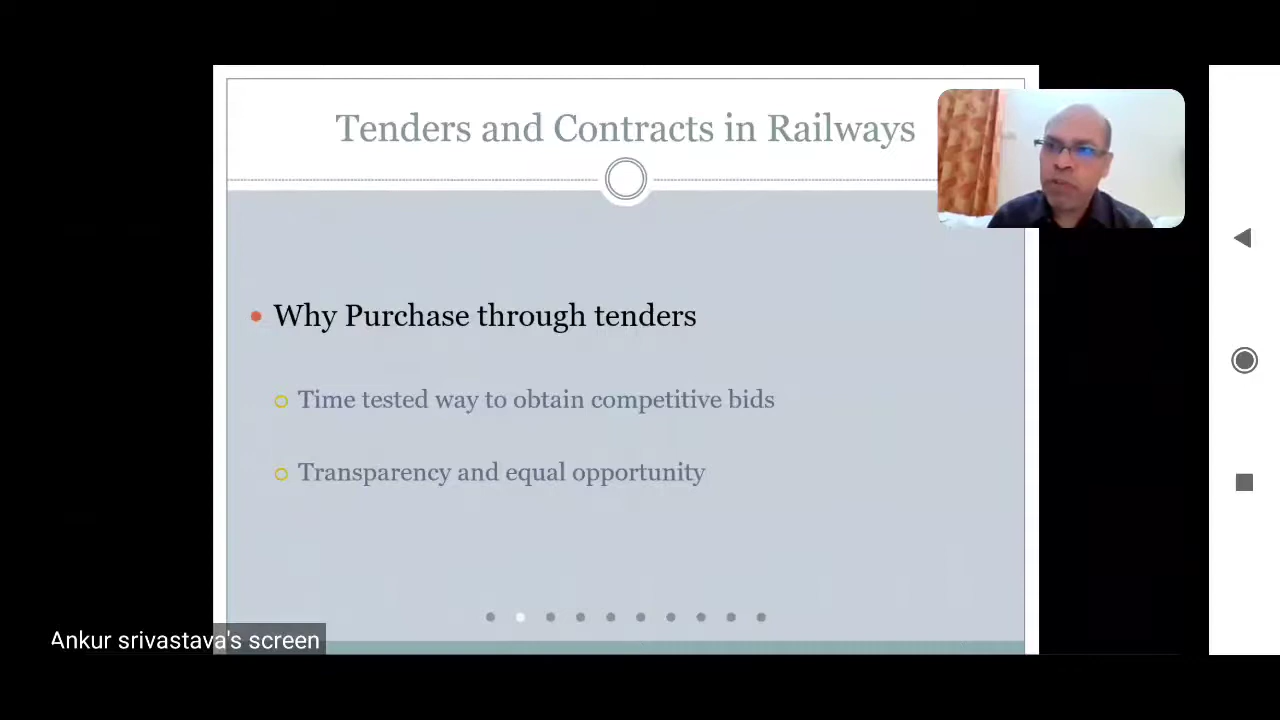 Tenders and Contracts in Railways
Why Purchase through tenders
Time tested way to obtain competitive bids
Transparency and equal opportunity
Ankur srivastava's screen